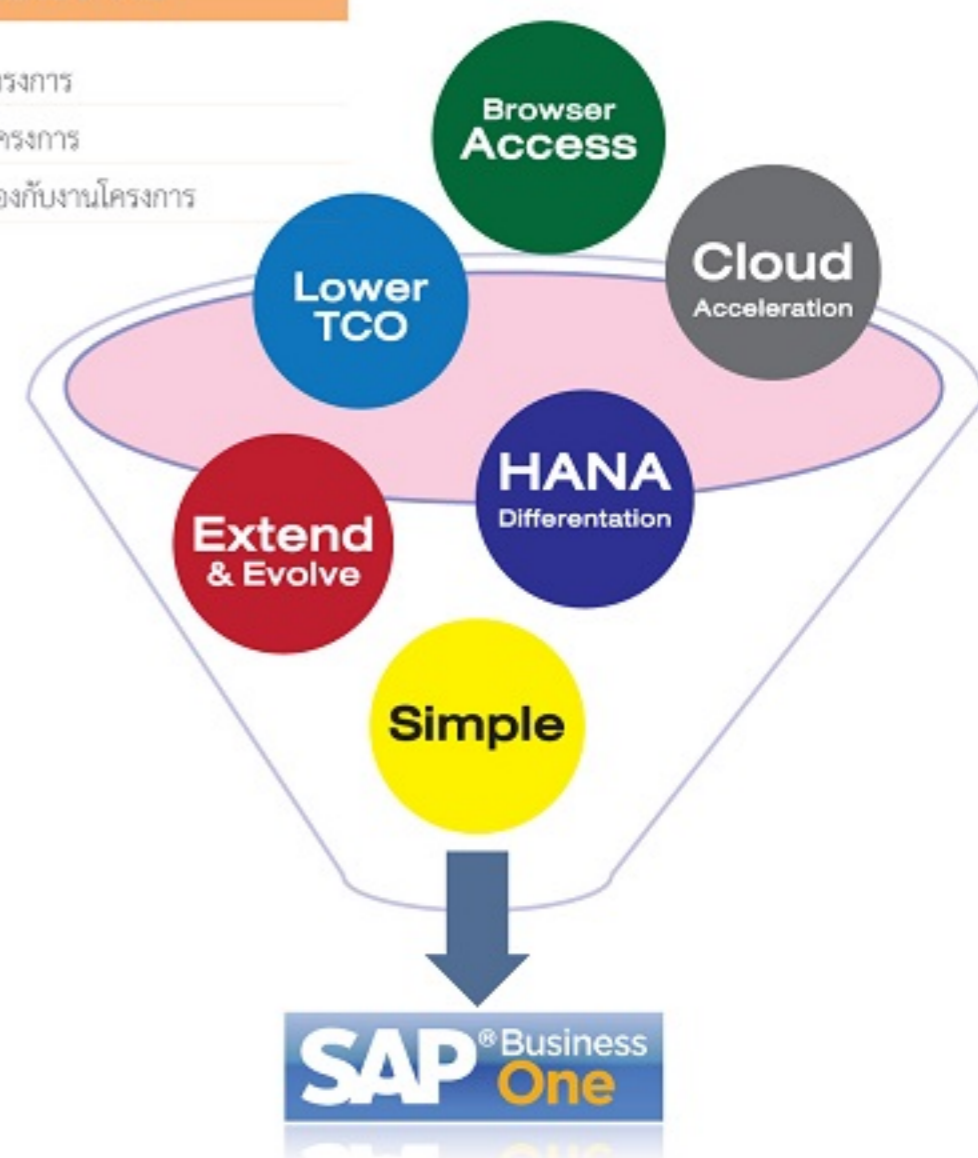 Browser
Access
Cloud
Acceleration
Lower
TCO
HANA
Differentation
Extend
& Evolve
Simple
SAP® Business
One